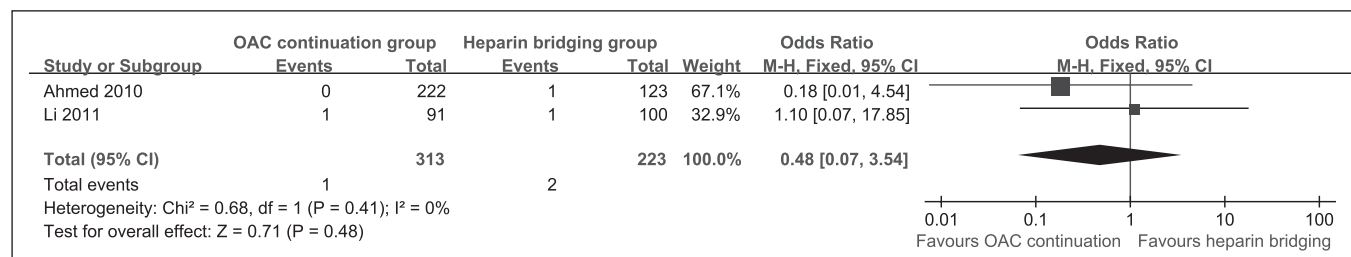 OAC continuation group Heparin bridging group Odds Ratio Odds Ratio
Study or Subgroup Events Total Events Total Weight M-H, Fixed, 95% CI M-H, Fixed, 95% CI
Ahmed 2010 0 222 1 123 67.1% 0.18 [0.01, 4.54]
Li 2011 1 91 1 100 32.9% 1.10 [0.07, 17.85]
Total (95% CI) 313 223 100.0% 0.48 [0.07, 3.54]
Total events 1 2
Heterogeneity: Chi² = 0.68, df = 1 (P = 0.41); I² = 0%
Test for overall effect: Z = 0.71 (P = 0.48)
0.01 0.1 1 10 100
Favours OAC continuation Favours heparin bridging